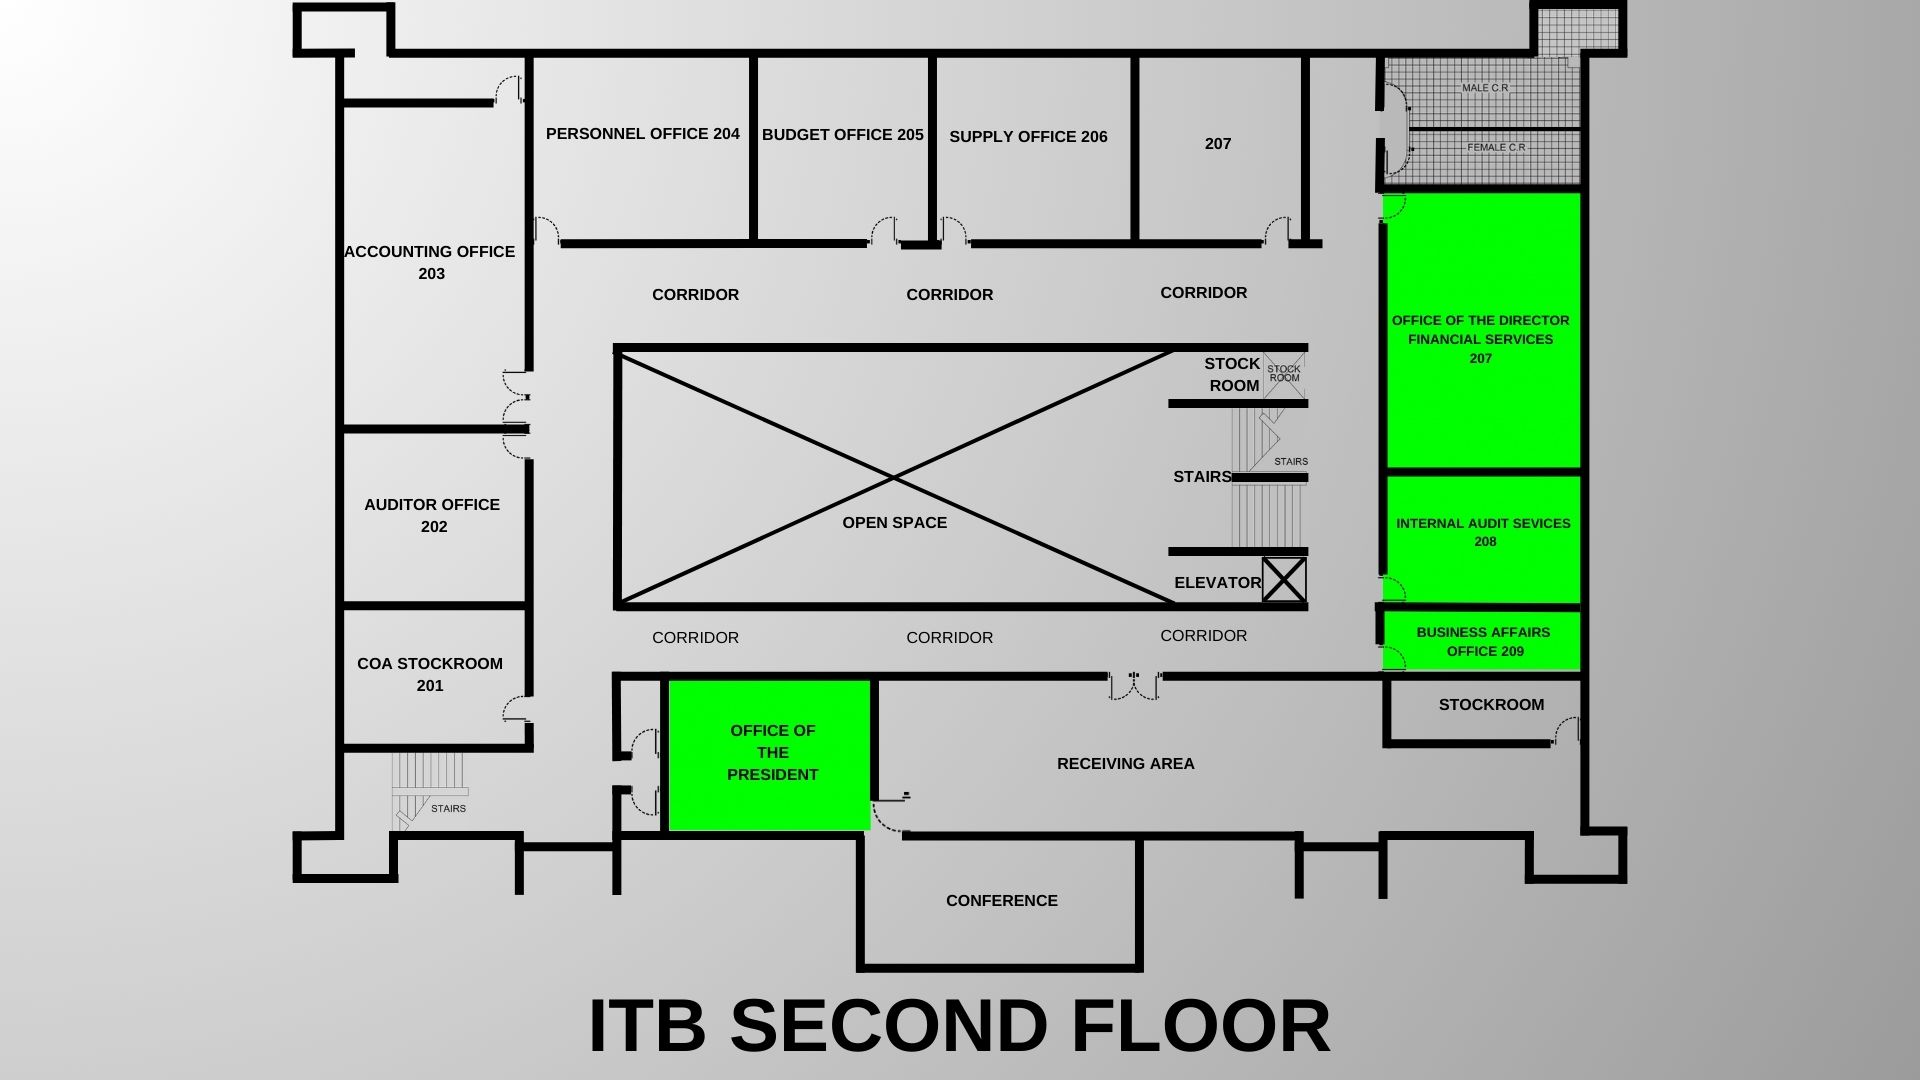 MALE C.R
PERSONNEL OFFICE 204
BUDGET OFFICE 205
SUPPLY OFFICE 206
207
FEMALE C.R
ACCOUNTING OFFICE
203
CORRIDOR
CORRIDOR
CORRIDOR
OFFICE OF THE DIRECTOR
FINANCIAL SERVICES
207
STOCK
ROOM
STOCK
ROOM
STAIRS
STAIRS
AUDITOR OFFICE
202
OPEN SPACE
INTERNAL AUDIT SEVICES
208
ELEVATOR
CORRIDOR
CORRIDOR
CORRIDOR
BUSINESS AFFAIRS
OFFICE 209
COA STOCKROOM
201
STOCKROOM
OFFICE OF
THE
PRESIDENT
RECEIVING AREA
STAIRS
CONFERENCE
ITB SECOND FLOOR